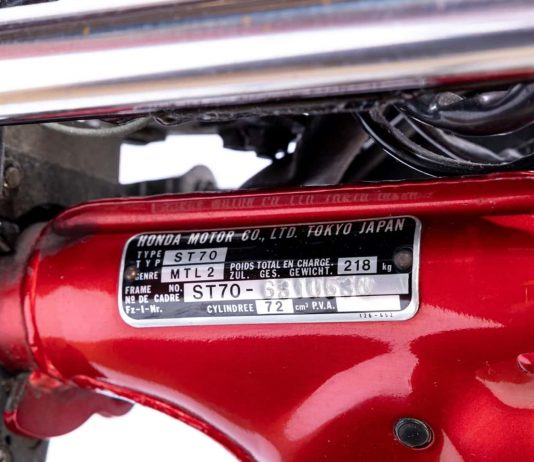 HONDA MOTOR CO., LTD. TOKYO JAPAN
TYPE
TYP ST70
GENRE MTL2 POIDS TOTAL EN CHARGE.
ZUL. GES. GEWICHT. 218 kg
FRAME NO.
Nº DE CADRE ST70-
Fz-I-Nr. CYLINDREE 72 cm³ P.V.A.